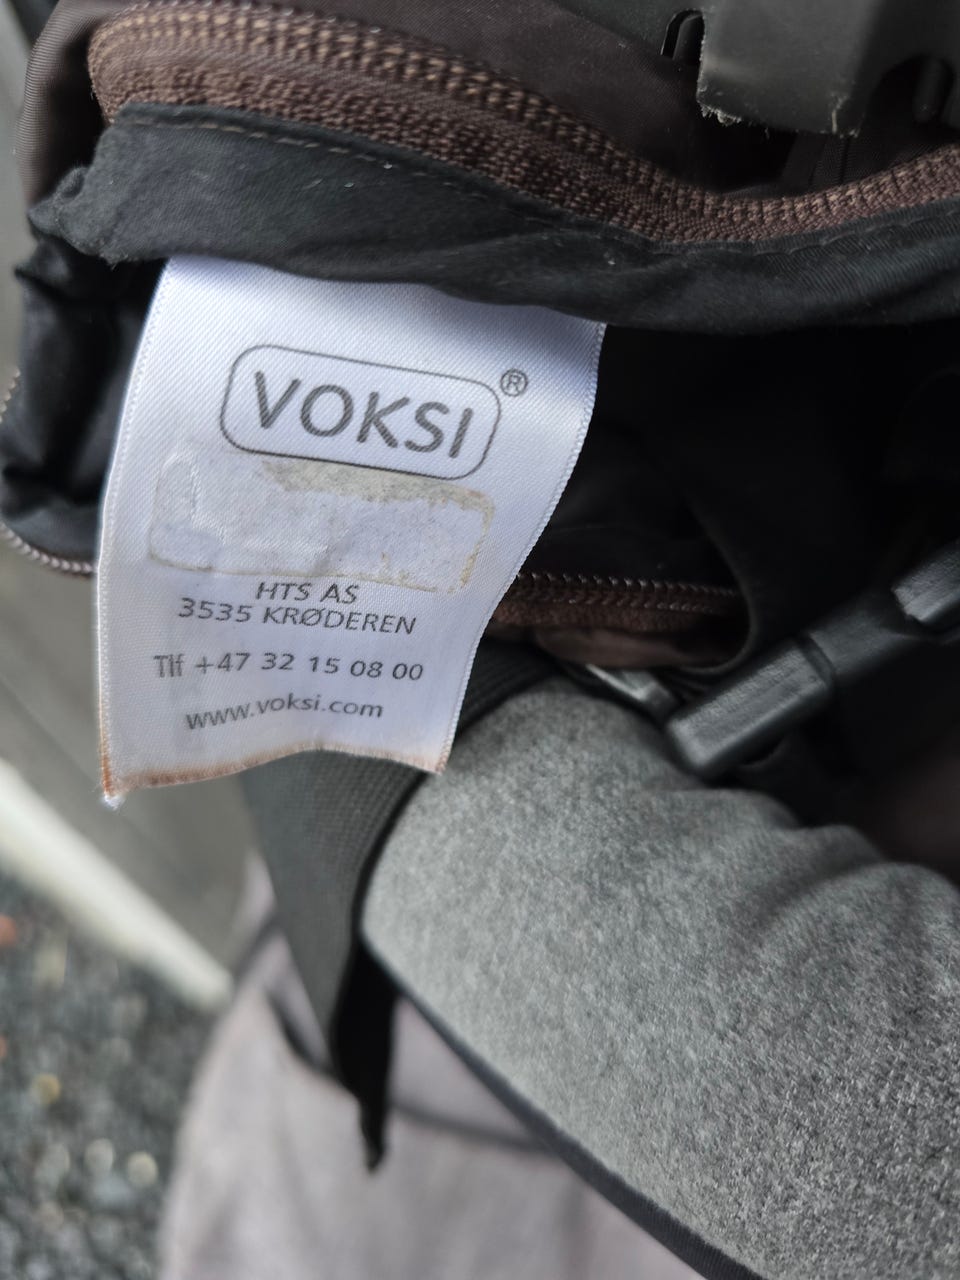 VOKSI®
HTS AS
3535 KRØDEREN
Tlf +47 32 15 08 00
www.voksi.com